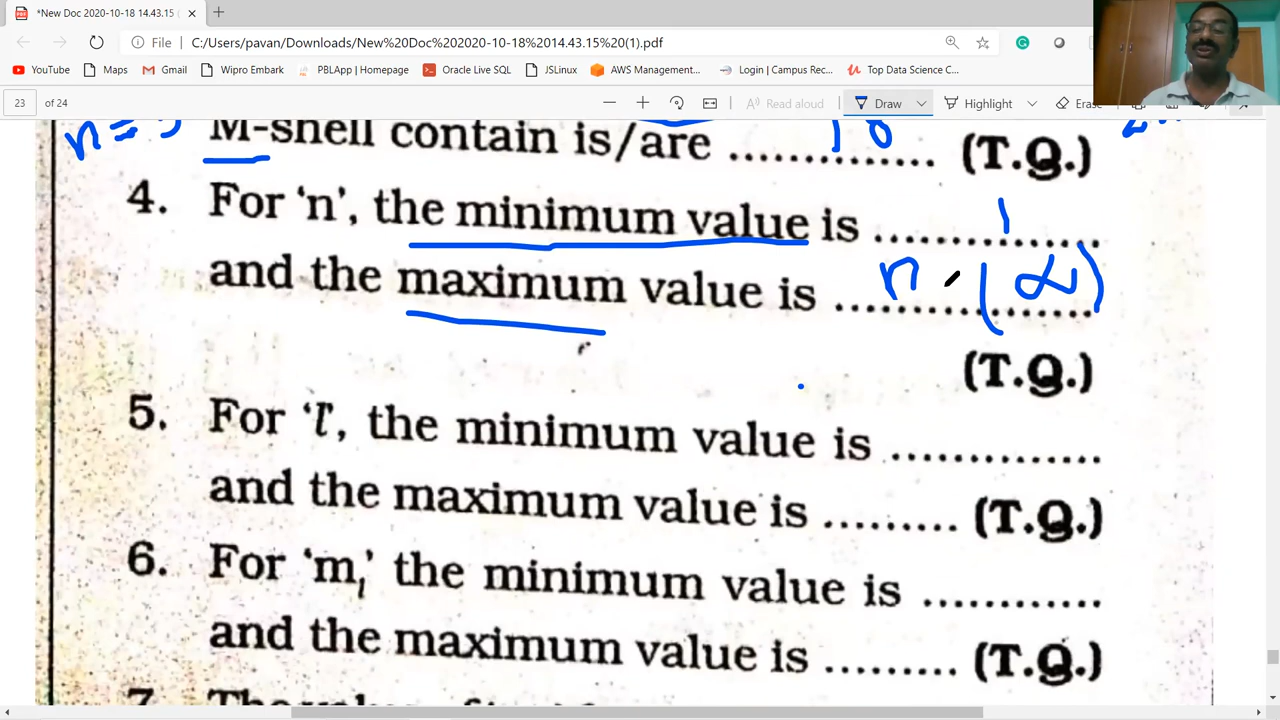 *New Doc 2020-10-18 14.43.15
File C:/Users/pavan/Downloads/New%20Doc%202020-10-18%2014.43.15%20(1).pdf
YouTube Maps Gmail Wipro Embark PBLApp | Homepage Oracle Live SQL JSLinux AWS Management... Login | Campus Rec... Top Data Science C...
23 of 24 Read aloud Draw Highlight Erase
M-shell contain is/are .............. (T.Q.)
18
4. For 'n', the minimum value is ..............
1
and the maximum value is ..............
n (∞)
(T.Q.)
5. For 'l', the minimum value is ..............
and the maximum value is ......... (T.Q.)
6. For 'mₗ' the minimum value is ............
and the maximum value is ......... (T.Q.)